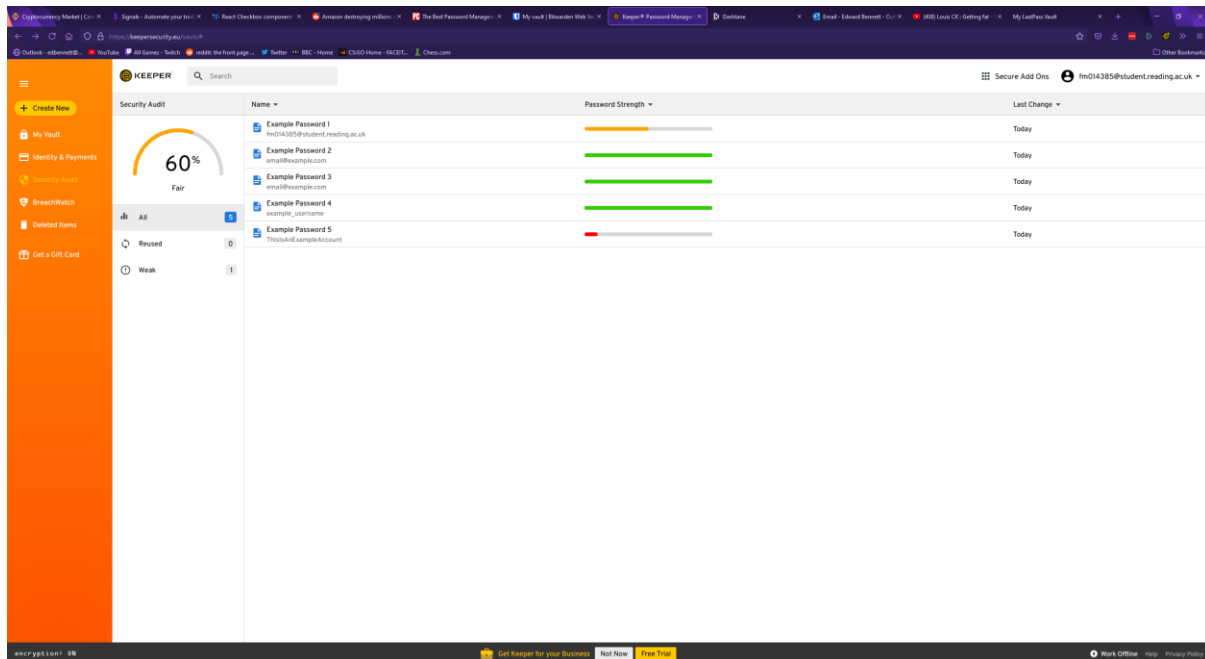 Cryptocurrency Market | Coi
Signals - Automate your tool
React Checkbox component
Amazon destroying millions
The Best Password Managers
My vault | Bitwarden Web Va
Keeper® Password Manage
Dashlane
Email - Edward Bennett - Out
(400) Louis CK : Getting fat -
My LastPass Vault
https://keepersecurity.eu/vault/#
Outlook - edbennett@...
YouTube
All Games - Twitch
reddit: the front page ...
Twitter
BBC - Home
CS:GO Home - FACEIT...
Chess.com
Other Bookmarks
KEEPER
Search
Secure Add Ons
fm014385@student.reading.ac.uk
Create New
My Vault
Identity & Payments
Security Audit
BreachWatch
Deleted Items
Get a Gift Card
Security Audit
60%
Fair
All 5
Reused 0
Weak 1
Name Password Strength Last Change
Example Password 1
fm014385@student.reading.ac.uk
Today
Example Password 2
email@example.com
Today
Example Password 3
email@example.com
Today
Example Password 4
example_username
Today
Example Password 5
ThisIsAnExampleAccount
Today
encryption: ON
Get Keeper for your Business Not Now Free Trial
Work Offline Help Privacy Policy